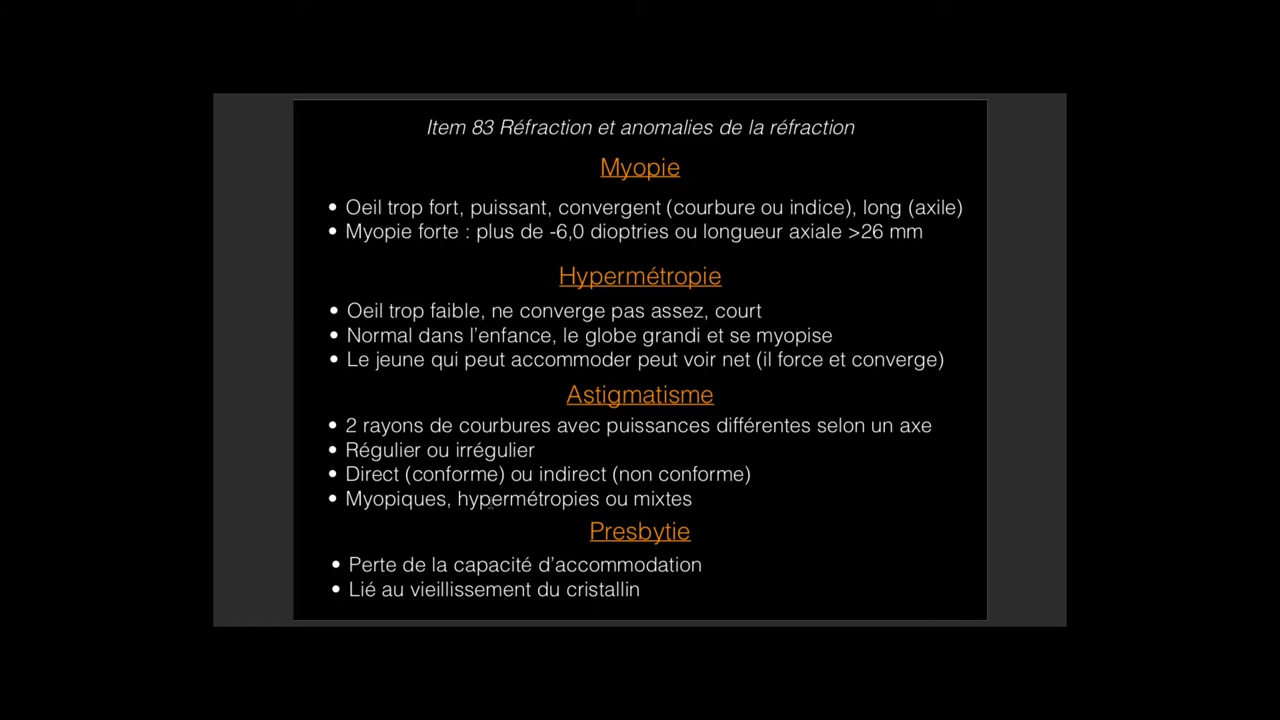 Item 83 Réfraction et anomalies de la réfraction
Myopie
• Oeil trop fort, puissant, convergent (courbure ou indice), long (axile)
• Myopie forte : plus de -6,0 dioptries ou longueur axiale >26 mm
Hypermétropie
• Oeil trop faible, ne converge pas assez, court
• Normal dans l'enfance, le globe grandi et se myopise
• Le jeune qui peut accommoder peut voir net (il force et converge)
Astigmatisme
• 2 rayons de courbures avec puissances différentes selon un axe
• Régulier ou irrégulier
• Direct (conforme) ou indirect (non conforme)
• Myopiques, hypermétropies ou mixtes
Presbytie
• Perte de la capacité d'accommodation
• Lié au vieillissement du cristallin